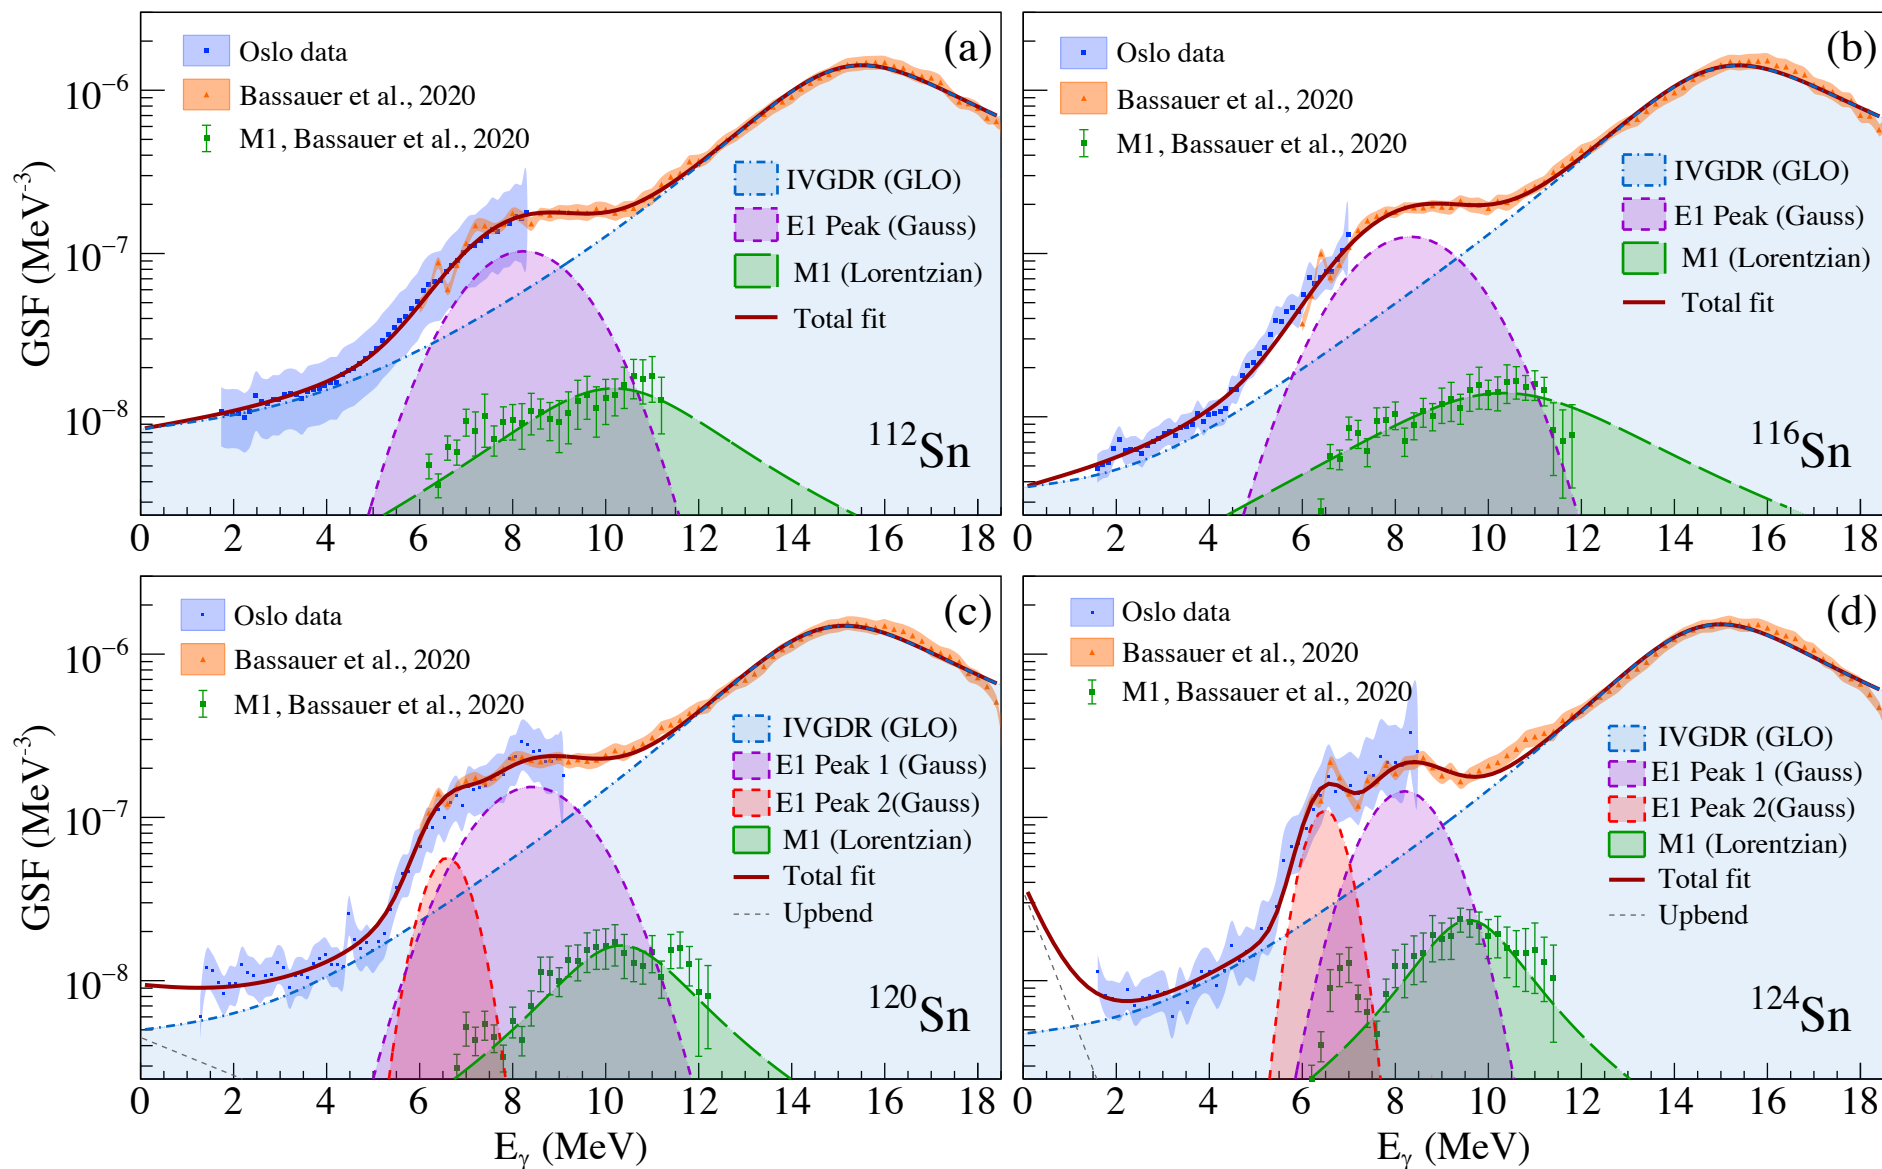 (a)
Oslo data
Bassauer et al., 2020
M1, Bassauer et al., 2020
IVGDR (GLO)
E1 Peak (Gauss)
M1 (Lorentzian)
Total fit
¹¹²Sn
GSF (MeV⁻³)
10⁻⁶
10⁻⁷
10⁻⁸
0 2 4 6 8 10 12 14 16 18
(b)
Oslo data
Bassauer et al., 2020
M1, Bassauer et al., 2020
IVGDR (GLO)
E1 Peak (Gauss)
M1 (Lorentzian)
Total fit
¹¹⁶Sn
0 2 4 6 8 10 12 14 16 18
(c)
Oslo data
Bassauer et al., 2020
M1, Bassauer et al., 2020
IVGDR (GLO)
E1 Peak 1 (Gauss)
E1 Peak 2(Gauss)
M1 (Lorentzian)
Total fit
Upbend
¹²⁰Sn
GSF (MeV⁻³)
10⁻⁶
10⁻⁷
10⁻⁸
0 2 4 6 8 10 12 14 16 18
E_γ (MeV)
(d)
Oslo data
Bassauer et al., 2020
M1, Bassauer et al., 2020
IVGDR (GLO)
E1 Peak 1 (Gauss)
E1 Peak 2(Gauss)
M1 (Lorentzian)
Total fit
Upbend
¹²⁴Sn
0 2 4 6 8 10 12 14 16 18
E_γ (MeV)